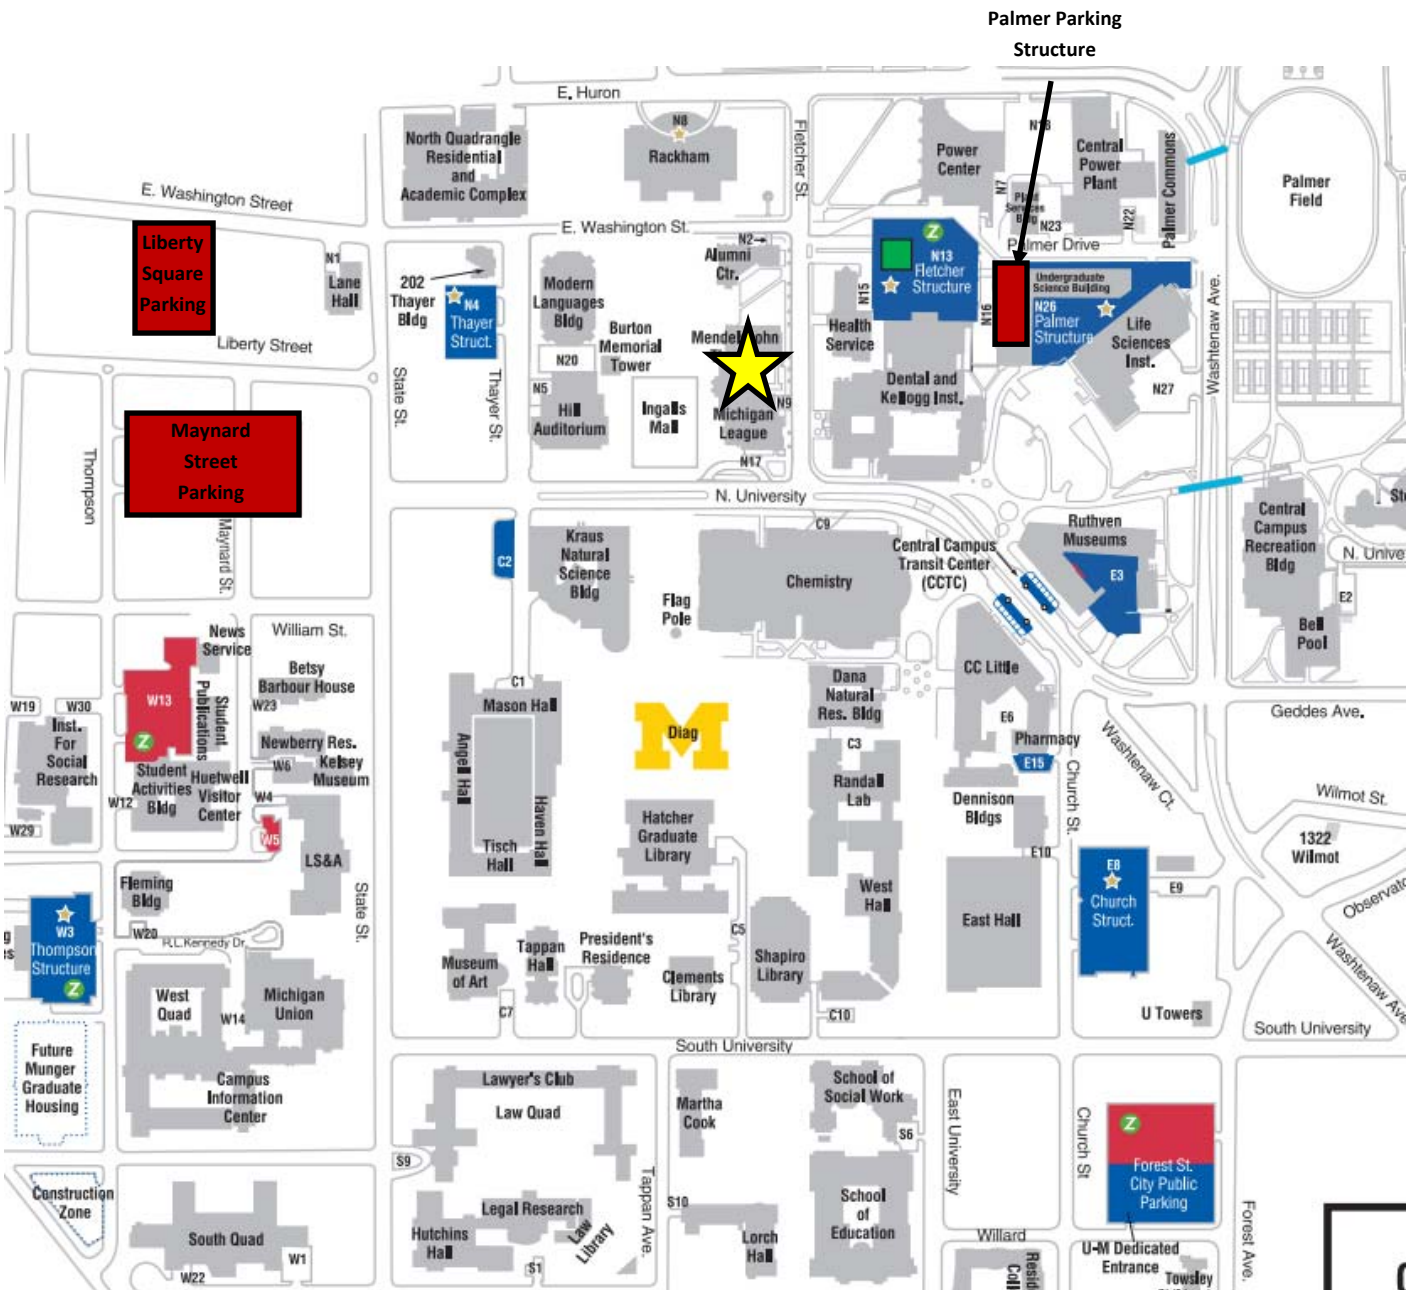 Palmer Parking
Structure
E. Huron
North Quadrangle
Residential
and
Academic Complex
N8
Rackham
Fletcher St.
Power
Center
N18
Central
Power
Plant
Palmer Commons
Palmer
Field
E. Washington Street
E. Washington St.
N7
Plant
Services
Bldg
N23
N22
Palmer Drive
Liberty
Square
Parking
N1
Lane
Hall
202
Thayer
Bldg
N4
Thayer
Struct.
Modern
Languages
Bldg
N2
Alumni
Ctr.
N13
Fletcher
Structure
N15
N16
Undergraduate
Science Building
N26
Palmer
Structure
Life
Sciences
Inst.
N27
Washtenaw Ave.
Liberty Street
Burton
Memorial
Tower
N20
N5
Hill
Auditorium
Ingalls
Mall
Health
Service
Dental and
Kellogg Inst.
N9
Michigan
League
N17
State St.
Thayer St.
Maynard
Street
Parking
Thompson
Maynard St.
N. University
C2
Kraus
Natural
Science
Bldg
C9
Chemistry
Central Campus
Transit Center
(CCTC)
Ruthven
Museums
E3
Central
Campus
Recreation
Bldg
N. Unive
E2
Bell
Pool
Flag
Pole
William St.
News
Service
Betsy
Barbour House
W23
W13
Z
Student
Publications
W19
W30
Inst.
For
Social
Research
Newberry Res.
Kelsey
Museum
W6
Student
Activities
Bldg
Huetwell
Visitor
Center
W12
W4
W5
W29
LS&A
C1
Mason Hall
Angell Hall
Haven Hall
Tisch
Hall
Diag
Dana
Natural
Res. Bldg
C3
Randall
Lab
CC Little
E6
Pharmacy
E15
Dennison
Bldgs
E10
Church St.
Washtenaw Ct.
Geddes Ave.
Wilmot St.
1322
Wilmot
Hatcher
Graduate
Library
West
Hall
East Hall
E8
Church
Struct.
E9
Washtenaw Ave
Fleming
Bldg
W20
R.L.Kennedy Dr.
State St.
W3
Thompson
Structure
Z
Museum
of Art
Tappan
Hall
President's
Residence
C5
Clements
Library
Shapiro
Library
C7
C10
U Towers
South University
West
Quad
W14
Michigan
Union
South University
Future
Munger
Graduate
Housing
Campus
Information
Center
Lawyer's Club
Law Quad
Martha
Cook
School of
Social Work
S6
East University
Church St
Z
Forest St.
City Public
Parking
Forest Ave.
S9
Tappan Ave.
S10
Construction
Zone
South Quad
W1
W22
Hutchins
Hall
Legal Research
Law
Library
S1
Lorch
Hall
School
of
Education
Willard
U-M Dedicated
Entrance
Towsley